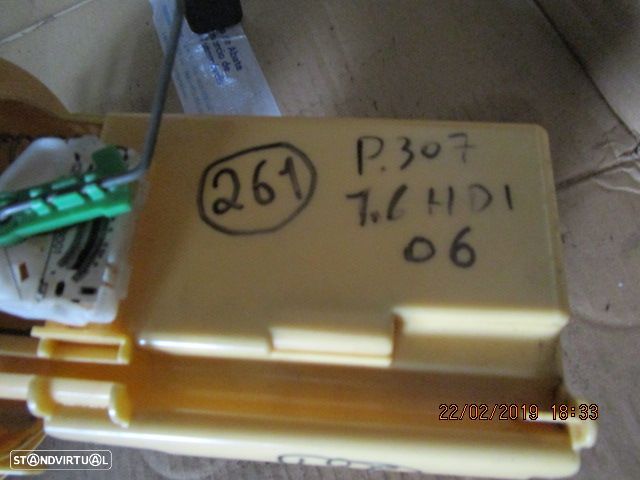 261
P.307
1.6 HDI
06
22/02/2019 18:33
STANDVIRTUAL